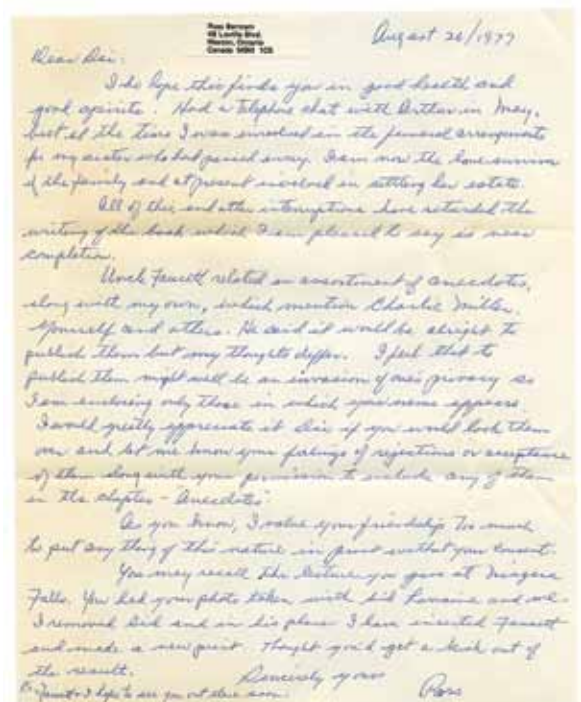 Ross Bertram
Weston, Ontario
Canada
August 26/1977
Dear Dai:
I do hope this finds you in good health and
good spirits. Had a telephone chat with Arthur in May,
but at the time I was involved in the funeral arrangements
for my sister who had passed away. I am now the lone survivor
of the family and at present involved in settling her estate.
All of this and other interruptions have retarded the
writing of the book which I am pleased to say is near
completion.
Uncle Faucett related an assortment of anecdotes,
along with my own, which mention Charlie Miller,
Yourself and others. He said it would be alright to
publish them but my thoughts differ. I feel that to
publish them might well be an invasion of one's privacy so
I am enclosing only those in which your name appears.
I would greatly appreciate it Dai if you would look them
over and let me know your feelings of rejections or acceptance
of them along with your permission to include any of them
in the chapter - Anecdotes.
As you know, I value your friendship too much
to put any thing of this nature in print without your consent.
You may recall the lecture you gave at Niagara
Falls. You had your photo taken with Sid Lorraine and me.
I removed Sid and in his place I have inserted Faucett
and made a new print. Thought you'd get a kick out of
the result.
Sincerely yours
Ross
P.S. Faucett & I hope to see you out there soon.